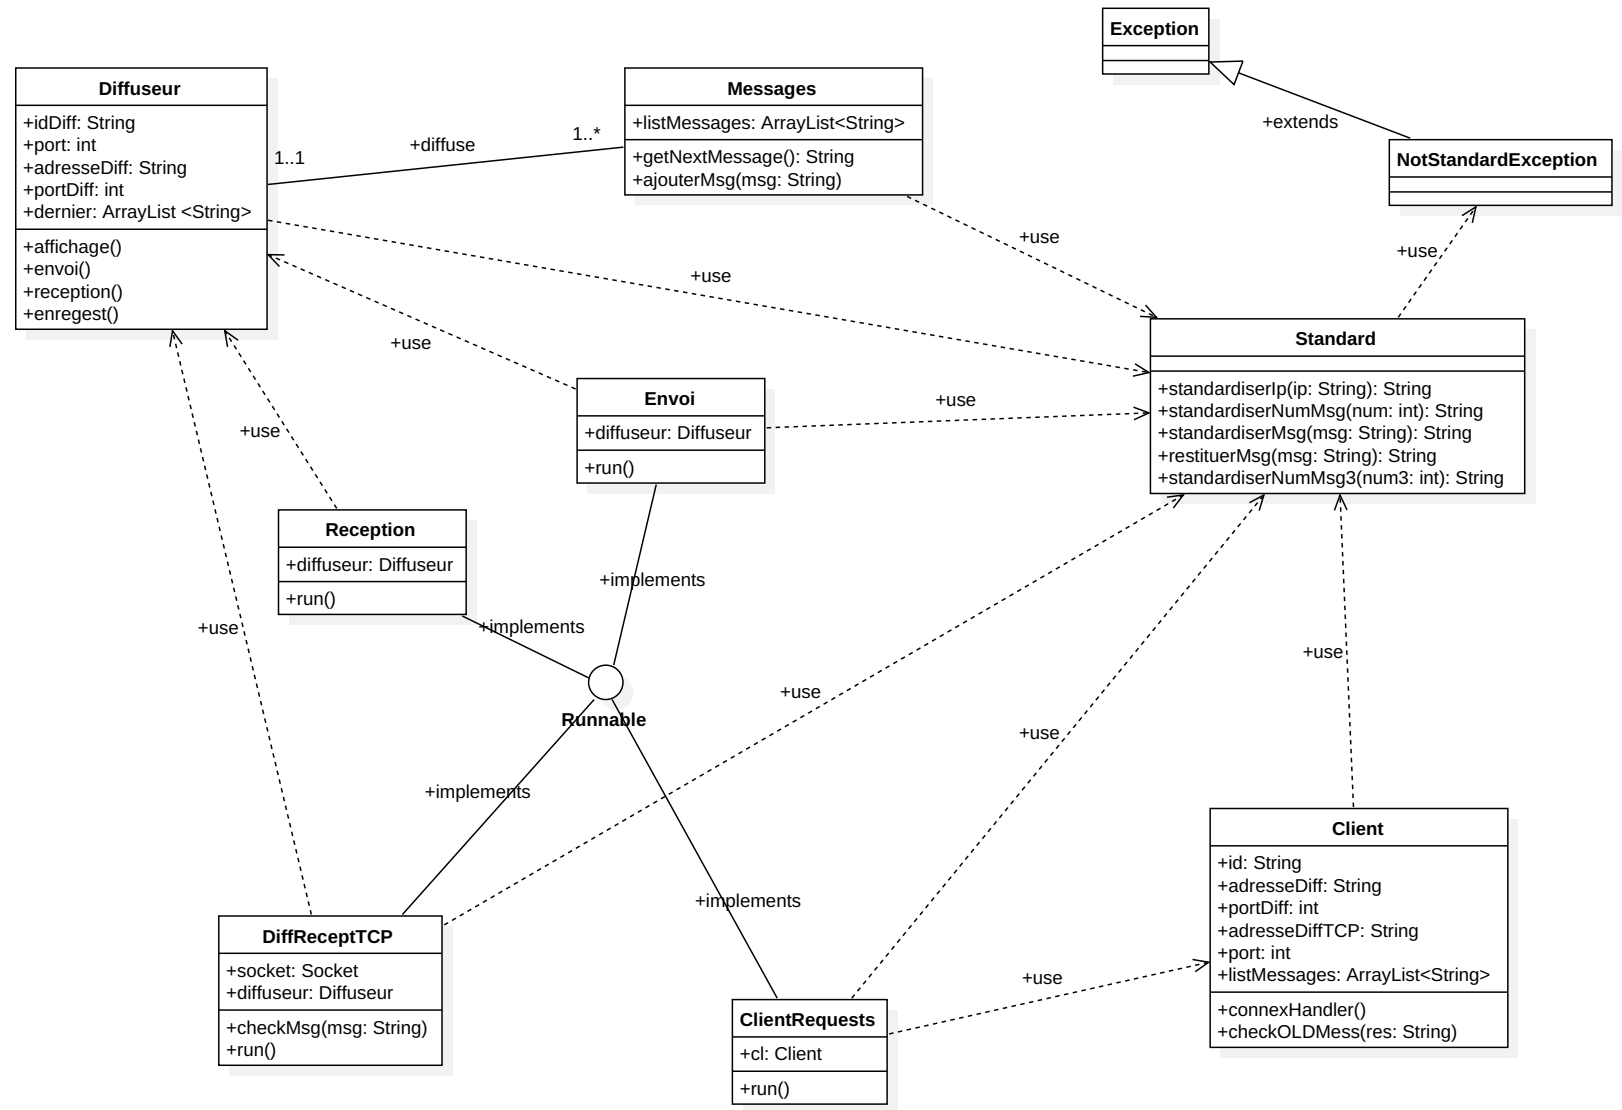 Exception
Diffuseur
+idDiff: String
+port: int
+adresseDiff: String
+portDiff: int
+dernier: ArrayList <String>
+affichage()
+envoi()
+reception()
+enregest()
1..1
+diffuse
1..*
Messages
+listMessages: ArrayList<String>
+getNextMessage(): String
+ajouterMsg(msg: String)
+extends
NotStandardException
+use
+use
+use
+use
Standard
+standardiserIp(ip: String): String
+standardiserNumMsg(num: int): String
+standardiserMsg(msg: String): String
+restituerMsg(msg: String): String
+standardiserNumMsg3(num3: int): String
Envoi
+diffuseur: Diffuseur
+run()
+use
+use
Reception
+diffuseur: Diffuseur
+run()
+implements
+implements
+use
Runnable
+use
+use
+use
+implements
+implements
DiffReceptTCP
+socket: Socket
+diffuseur: Diffuseur
+checkMsg(msg: String)
+run()
ClientRequests
+cl: Client
+run()
+use
Client
+id: String
+adresseDiff: String
+portDiff: int
+adresseDiffTCP: String
+port: int
+listMessages: ArrayList<String>
+connexHandler()
+checkOLDMess(res: String)